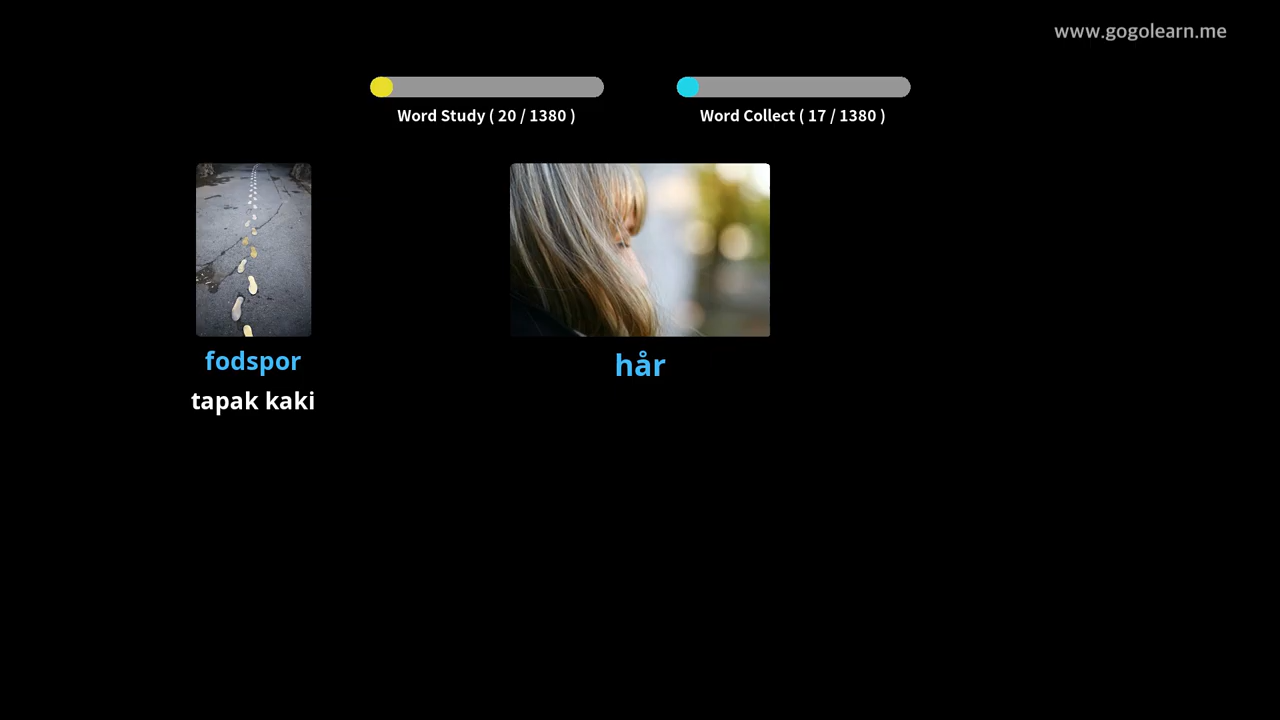 www.gogolearn.me
Word Study ( 20 / 1380 )
Word Collect ( 17 / 1380 )
fodspor
tapak kaki
hår